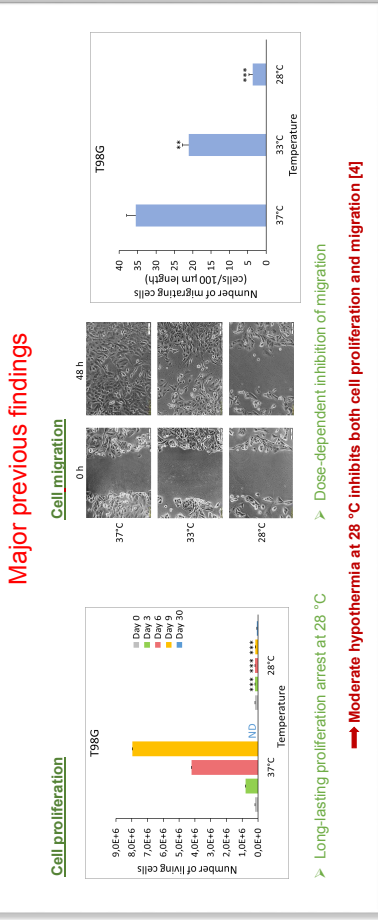 Major previous findings
Cell proliferation
T98G
Number of living cells
9,0E+6
8,0E+6
7,0E+6
6,0E+6
5,0E+6
4,0E+6
3,0E+6
2,0E+6
1,0E+6
0,0E+0
Day 0
Day 3
Day 6
Day 9
Day 30
ND
*** *** ***
37°C
28°C
Temperature
Cell migration
0 h
48 h
37°C
33°C
28°C
T98G
Number of migrating cells
(cells/100 µm length)
40
35
30
25
20
15
10
5
0
**
***
37°C
33°C
28°C
Temperature
➢ Long-lasting proliferation arrest at 28 °C
➢ Dose-dependent inhibition of migration
➡ Moderate hypothermia at 28 °C inhibits both cell proliferation and migration [4]